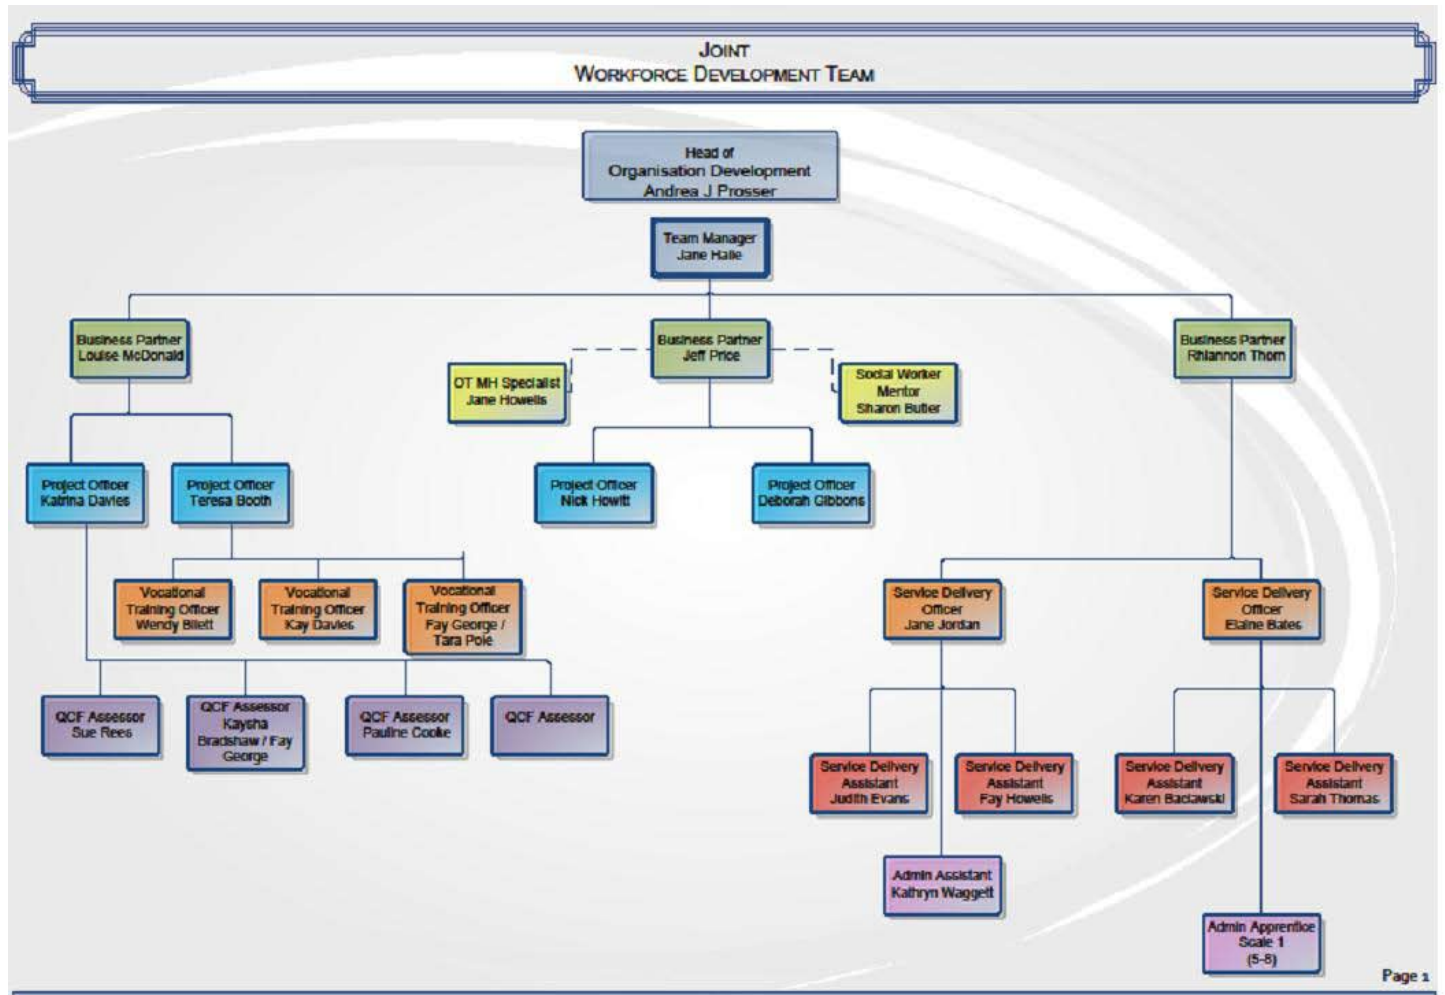 JOINT
WORKFORCE DEVELOPMENT TEAM
Head of
Organisation Development
Andrea J Prosser
Team Manager
Jane Halle
Business Partner
Louise McDonald
Business Partner
Jeff Price
Business Partner
Rhiannon Thorn
OT MH Specialist
Jane Howells
Social Worker
Mentor
Sharon Butler
Project Officer
Katrina Davies
Project Officer
Teresa Booth
Project Officer
Nick Howitt
Project Officer
Deborah Gibbons
Vocational
Training Officer
Wendy Bilett
Vocational
Training Officer
Kay Davies
Vocational
Training Officer
Fay George /
Tara Pole
Service Delivery
Officer
Jane Jordan
Service Delivery
Officer
Elaine Bates
QCF Assessor
Sue Rees
QCF Assessor
Kaysha
Bradshaw / Fay
George
QCF Assessor
Pauline Cooke
QCF Assessor
Service Delivery
Assistant
Judith Evans
Service Delivery
Assistant
Fay Howells
Service Delivery
Assistant
Karen Baclawski
Service Delivery
Assistant
Sarah Thomas
Admin Assistant
Kathryn Waggett
Admin Apprentice
Scale 1
(5-8)
Page 1